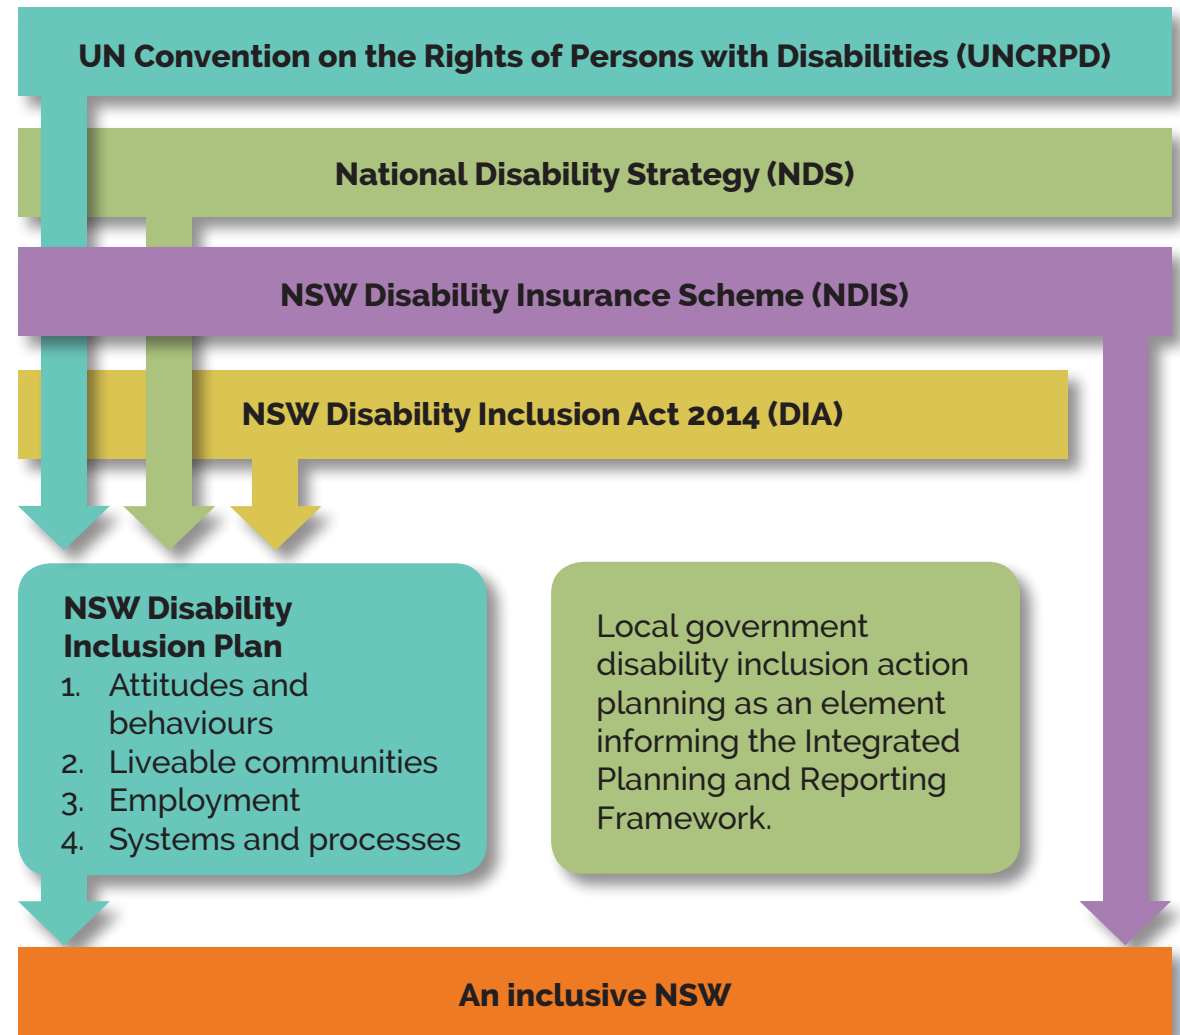 UN Convention on the Rights of Persons with Disabilities (UNCRPD)
National Disability Strategy (NDS)
NSW Disability Insurance Scheme (NDIS)
NSW Disability Inclusion Act 2014 (DIA)
NSW Disability
Inclusion Plan
1. Attitudes and
behaviours
2. Liveable communities
3. Employment
4. Systems and processes
Local government
disability inclusion action
planning as an element
informing the Integrated
Planning and Reporting
Framework.
An inclusive NSW